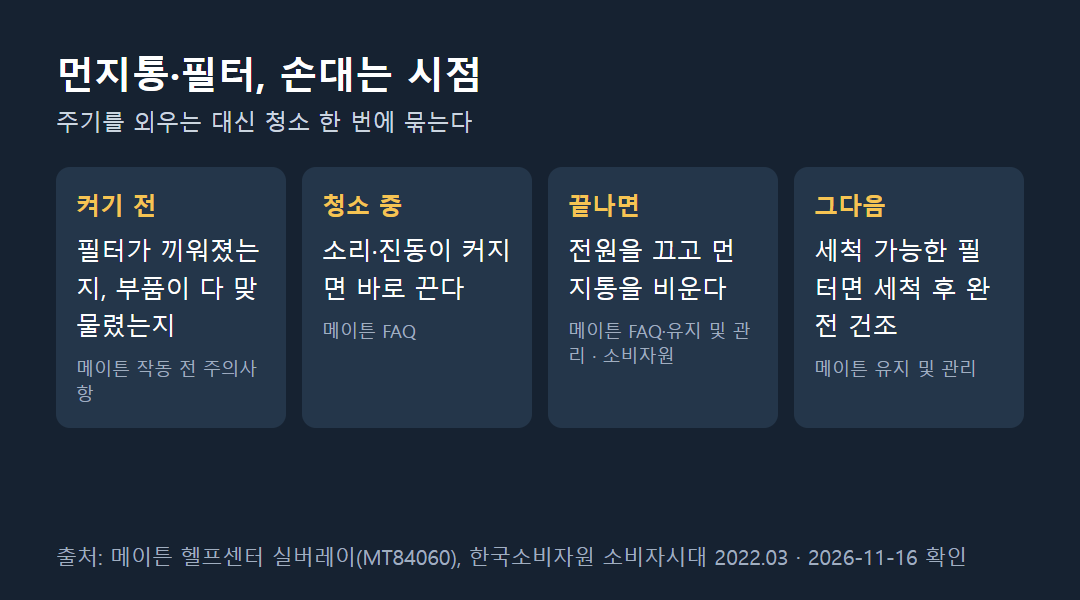 먼지통·필터, 손대는 시점
주기를 외우는 대신 청소 한 번에 묶는다
켜기 전
필터가 끼워졌는
지, 부품이 다 맞
물렸는지
메이튼 작동 전 주의사
항
청소 중
소리·진동이 커지
면 바로 끈다
메이튼 FAQ
끝나면
전원을 끄고 먼
지통을 비운다
메이튼 FAQ·유지 및 관
리 · 소비자원
그다음
세척 가능한 필
터면 세척 후 완
전 건조
메이튼 유지 및 관리
출처: 메이튼 헬프센터 실버레이(MT84060), 한국소비자원 소비자시대 2022.03 · 2026-11-16 확인